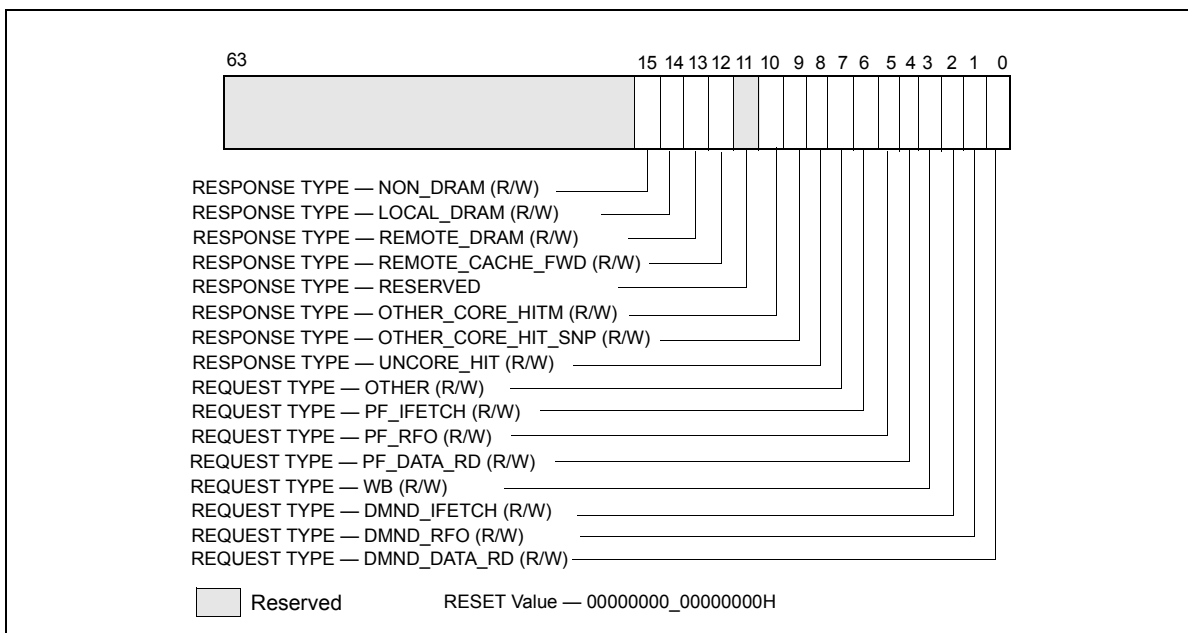 63 15 14 13 12 11 10 9 8 7 6 5 4 3 2 1 0
RESPONSE TYPE — NON_DRAM (R/W)
RESPONSE TYPE — LOCAL_DRAM (R/W)
RESPONSE TYPE — REMOTE_DRAM (R/W)
RESPONSE TYPE — REMOTE_CACHE_FWD (R/W)
RESPONSE TYPE — RESERVED
RESPONSE TYPE — OTHER_CORE_HITM (R/W)
RESPONSE TYPE — OTHER_CORE_HIT_SNP (R/W)
RESPONSE TYPE — UNCORE_HIT (R/W)
REQUEST TYPE — OTHER (R/W)
REQUEST TYPE — PF_IFETCH (R/W)
REQUEST TYPE — PF_RFO (R/W)
REQUEST TYPE — PF_DATA_RD (R/W)
REQUEST TYPE — WB (R/W)
REQUEST TYPE — DMND_IFETCH (R/W)
REQUEST TYPE — DMND_RFO (R/W)
REQUEST TYPE — DMND_DATA_RD (R/W)
Reserved RESET Value — 00000000_00000000H